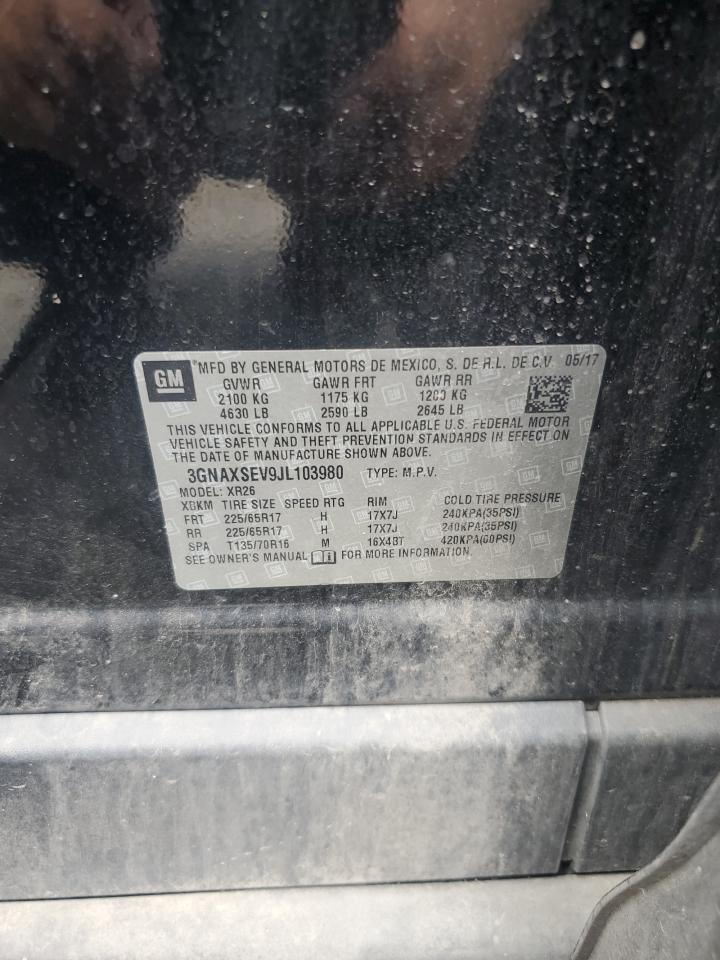 GM
MFD BY GENERAL MOTORS DE MEXICO, S. DE R.L. DE C.V. 05/17
GVWR GAWR FRT GAWR RR
2100 KG 1175 KG 1200 KG
4630 LB 2590 LB 2645 LB
THIS VEHICLE CONFORMS TO ALL APPLICABLE U.S. FEDERAL MOTOR
VEHICLE SAFETY AND THEFT PREVENTION STANDARDS IN EFFECT ON
THE DATE OF MANUFACTURE SHOWN ABOVE.
3GNAXSEV9JL103980 TYPE: M.P.V.
MODEL: XR26
XBKM TIRE SIZE SPEED RTG RIM COLD TIRE PRESSURE
FRT 225/65R17 H 17X7J 240KPA(35PSI)
RR 225/65R17 H 17X7J 240KPA(35PSI)
SPA T135/70R16 M 16X4BT 420KPA(60PSI)
SEE OWNER'S MANUAL FOR MORE INFORMATION.